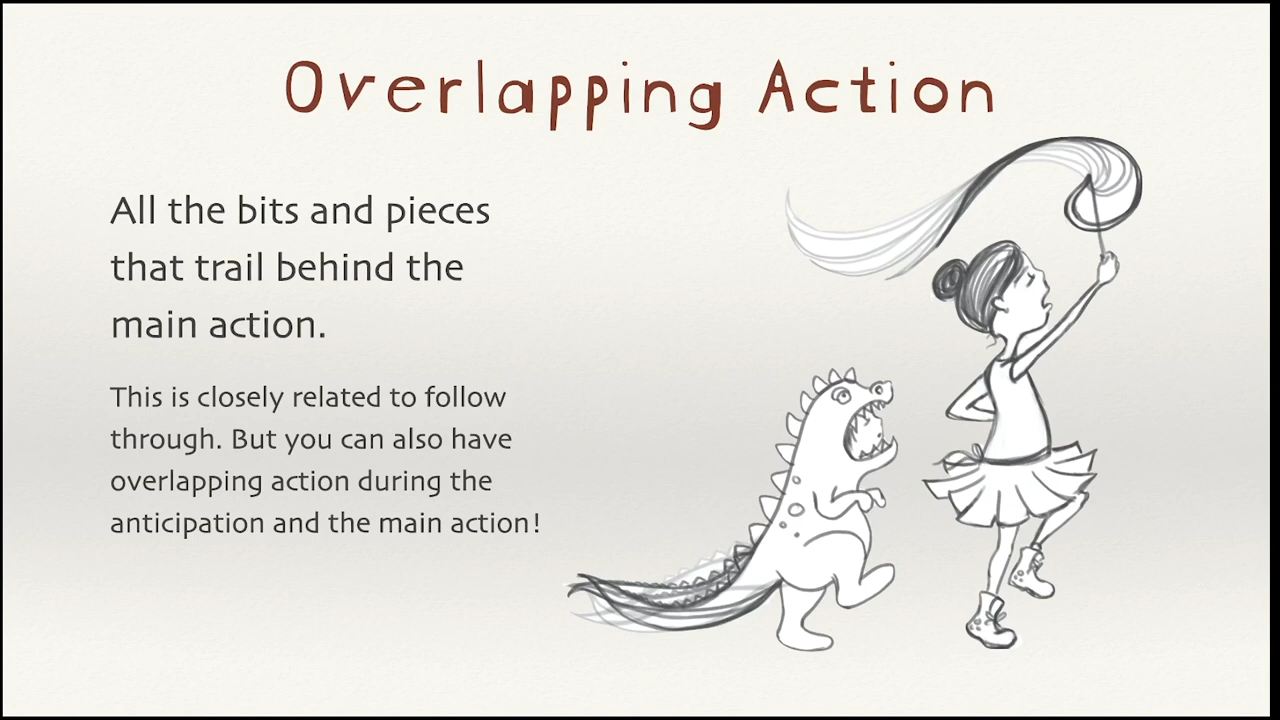 Overlapping Action
All the bits and pieces
that trail behind the
main action.
This is closely related to follow
through. But you can also have
overlapping action during the
anticipation and the main action!